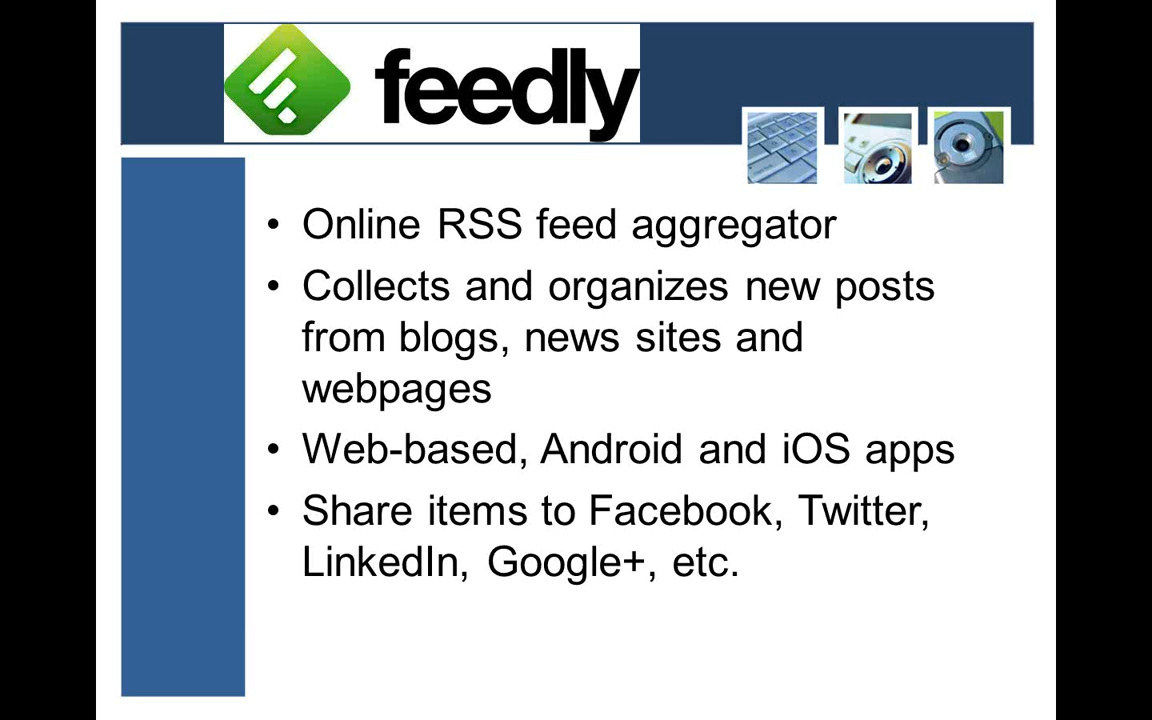 feedly
• Online RSS feed aggregator
• Collects and organizes new posts
from blogs, news sites and
webpages
• Web-based, Android and iOS apps
• Share items to Facebook, Twitter,
LinkedIn, Google+, etc.